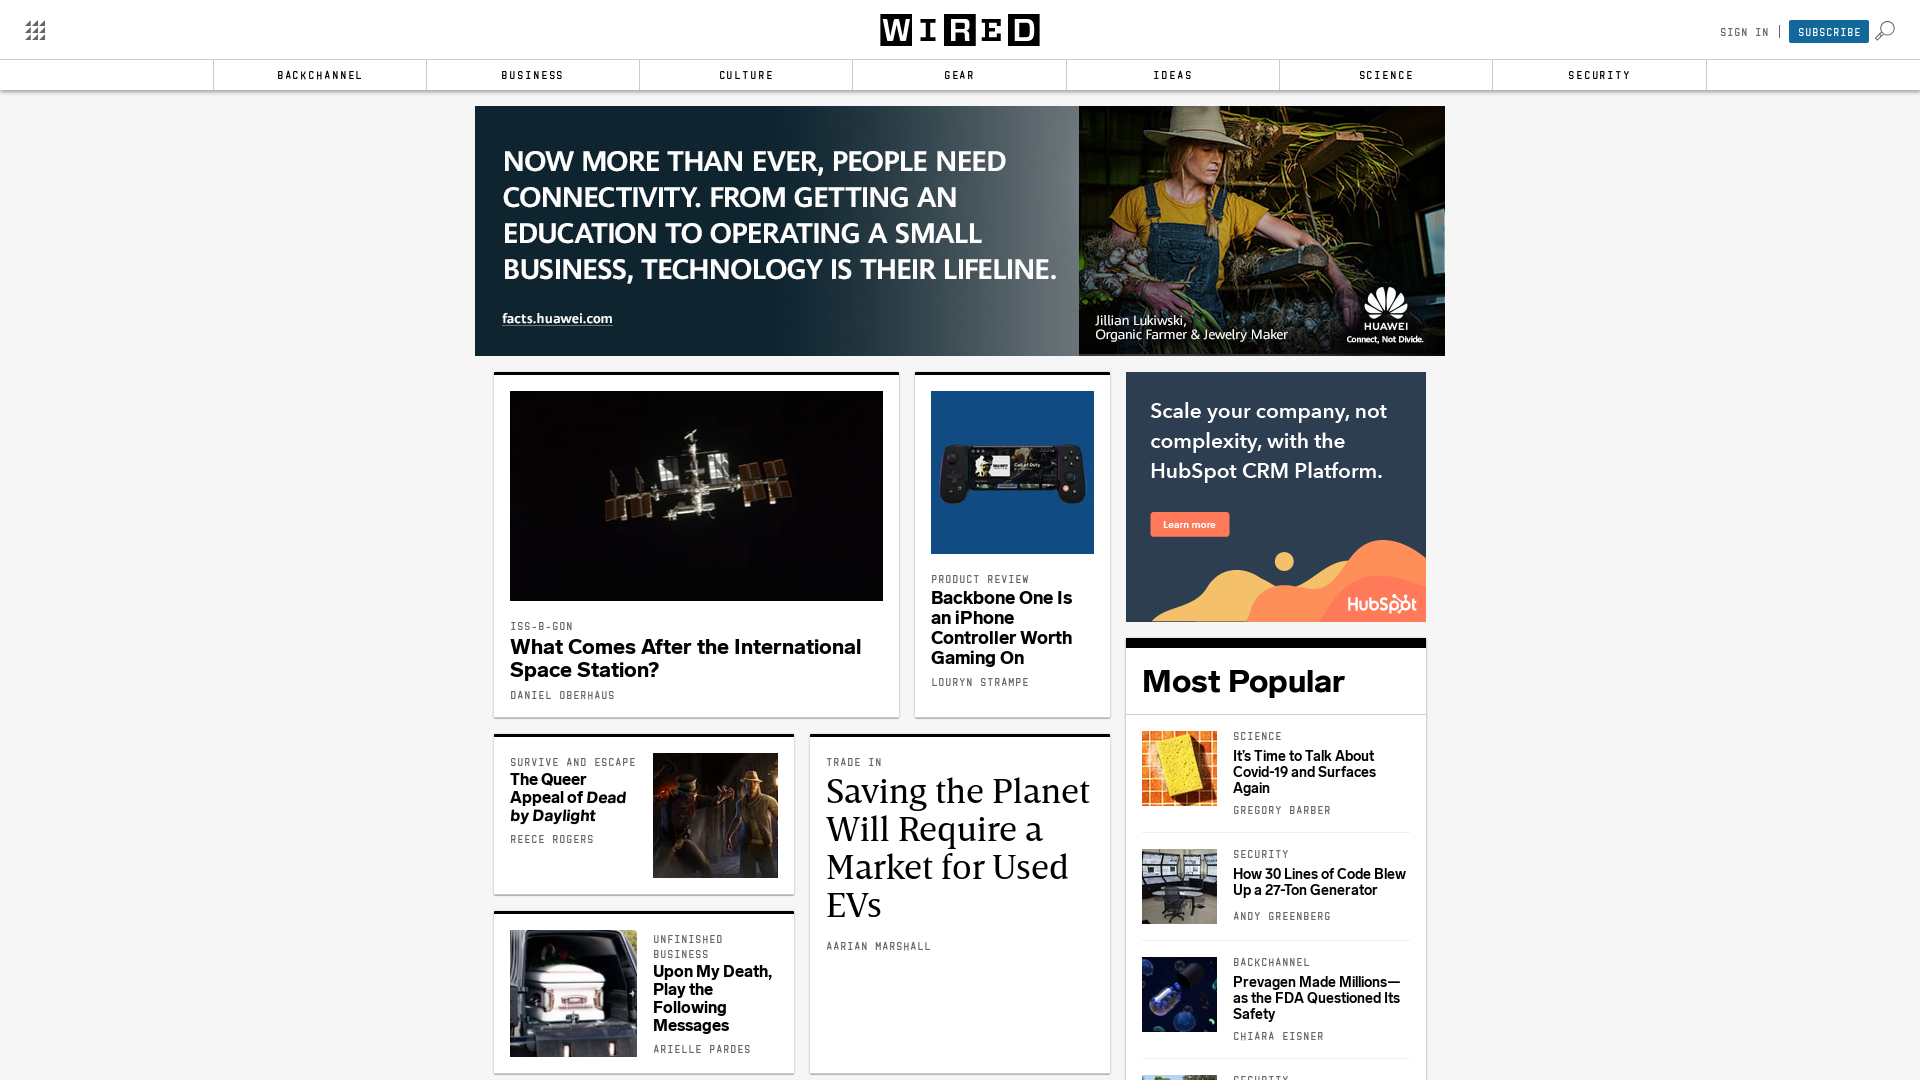 WIRED
SIGN IN
SUBSCRIBE
BACKCHANNEL
BUSINESS
CULTURE
GEAR
IDEAS
SCIENCE
SECURITY
NOW MORE THAN EVER, PEOPLE NEED
CONNECTIVITY. FROM GETTING AN
EDUCATION TO OPERATING A SMALL
BUSINESS, TECHNOLOGY IS THEIR LIFELINE.
facts.huawei.com
Jillian Lukiwski,
Organic Farmer & Jewelry Maker
HUAWEI
Connect, Not Divide.
ISS-B-GON
What Comes After the International
Space Station?
DANIEL OBERHAUS
PRODUCT REVIEW
Backbone One Is
an iPhone
Controller Worth
Gaming On
LOURYN STRAMPE
Scale your company, not
complexity, with the
HubSpot CRM Platform.
Learn more
HubSpot
SURVIVE AND ESCAPE
The Queer
Appeal of Dead
by Daylight
REECE ROGERS
UNFINISHED
BUSINESS
Upon My Death,
Play the
Following
Messages
ARIELLE PARDES
TRADE IN
Saving the Planet
Will Require a
Market for Used
EVs
AARIAN MARSHALL
Most Popular
SCIENCE
It’s Time to Talk About
Covid-19 and Surfaces
Again
GREGORY BARBER
SECURITY
How 30 Lines of Code Blew
Up a 27-Ton Generator
ANDY GREENBERG
BACKCHANNEL
Prevagen Made Millions—
as the FDA Questioned Its
Safety
CHIARA EISNER
SECURITY